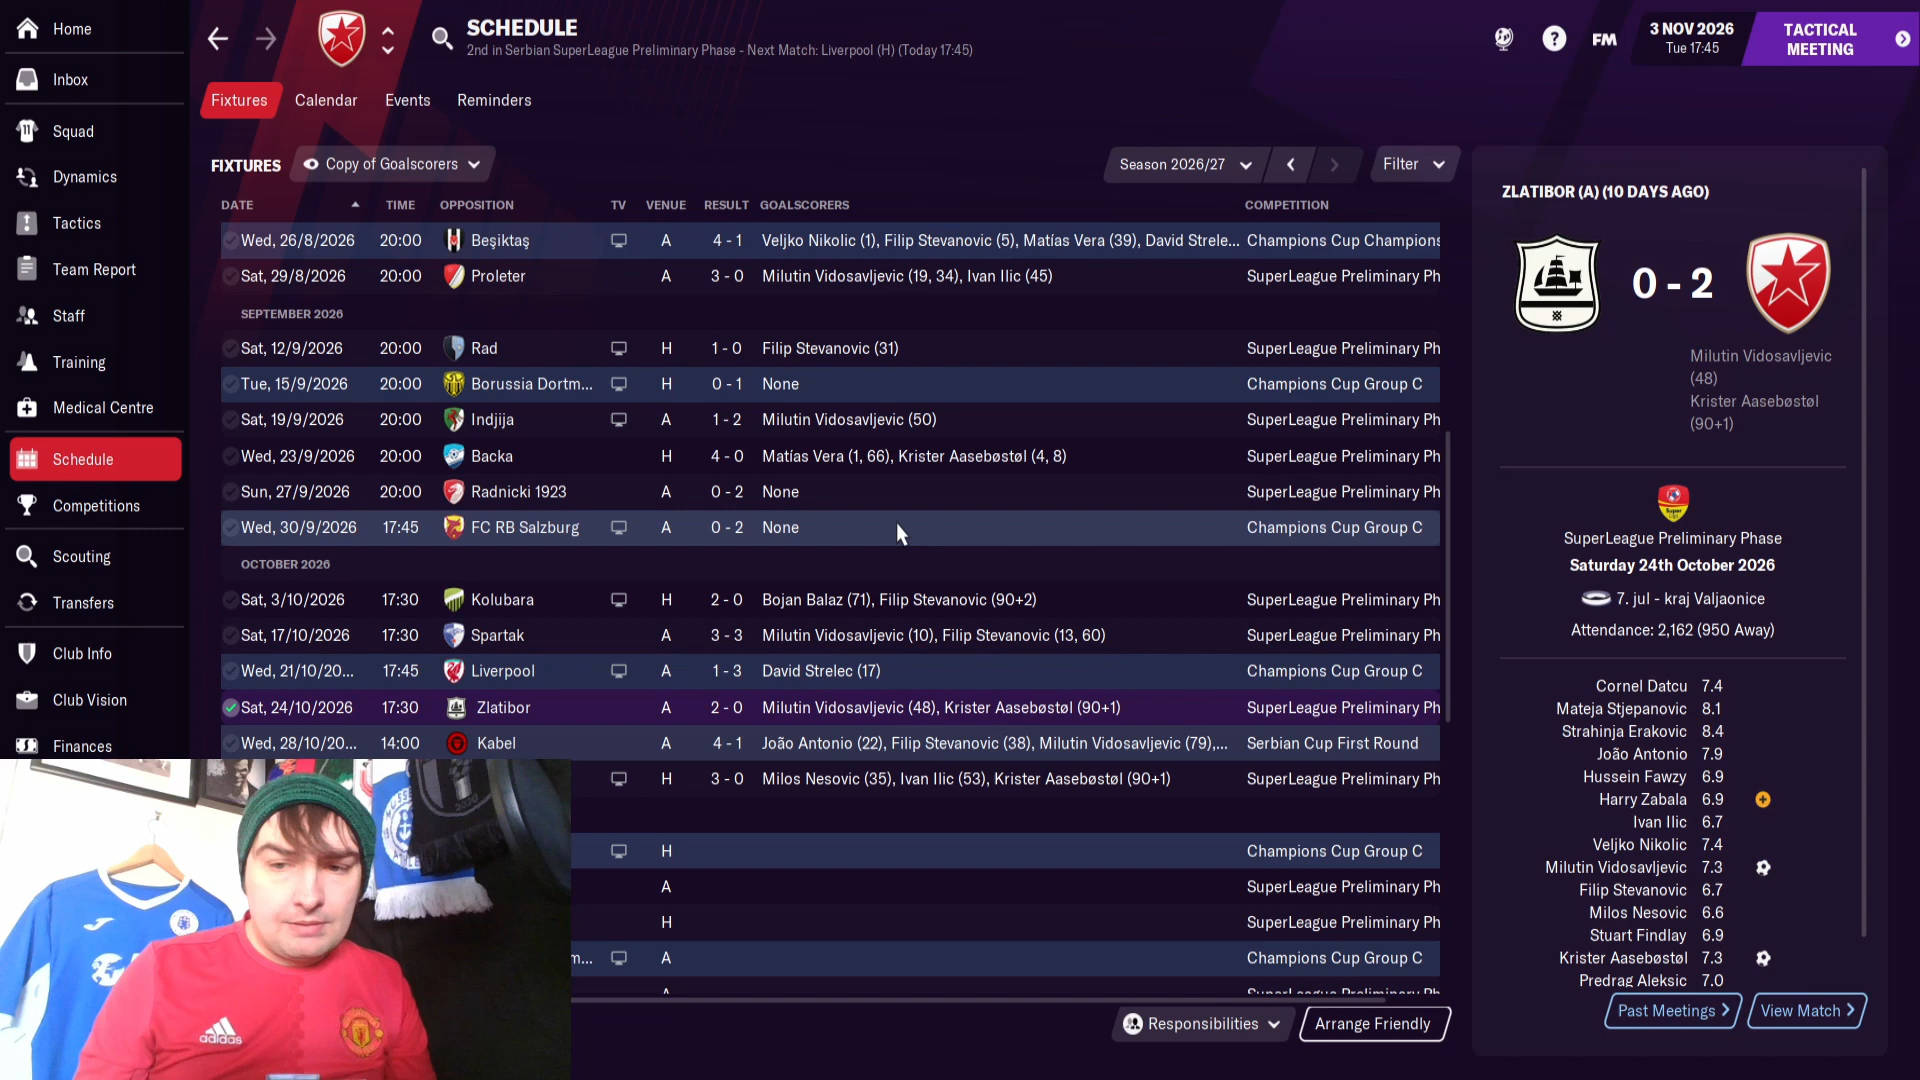 Home
Inbox
Squad
Dynamics
Tactics
Team Report
Staff
Training
Medical Centre
Schedule
Competitions
Scouting
Transfers
Club Info
Club Vision
Finances
SCHEDULE
2nd in Serbian SuperLeague Preliminary Phase - Next Match: Liverpool (H) (Today 17:45)
FM
3 NOV 2026
Tue 17:45
TACTICAL MEETING
Fixtures Calendar Events Reminders
FIXTURES Copy of Goalscorers Season 2026/27 Filter
DATE TIME OPPOSITION TV VENUE RESULT GOALSCORERS COMPETITION
Wed, 26/8/2026 20:00 Beşiktaş A 4 - 1 Veljko Nikolic (1), Filip Stevanovic (5), Matías Vera (39), David Strele... Champions Cup Champions
Sat, 29/8/2026 20:00 Proleter A 3 - 0 Milutin Vidosavljevic (19, 34), Ivan Ilic (45) SuperLeague Preliminary Ph
SEPTEMBER 2026
Sat, 12/9/2026 20:00 Rad H 1 - 0 Filip Stevanovic (31) SuperLeague Preliminary Ph
Tue, 15/9/2026 20:00 Borussia Dortm... H 0 - 1 None Champions Cup Group C
Sat, 19/9/2026 20:00 Indjija A 1 - 2 Milutin Vidosavljevic (50) SuperLeague Preliminary Ph
Wed, 23/9/2026 20:00 Backa H 4 - 0 Matías Vera (1, 66), Krister Aasebøstøl (4, 8) SuperLeague Preliminary Ph
Sun, 27/9/2026 20:00 Radnicki 1923 A 0 - 2 None SuperLeague Preliminary Ph
Wed, 30/9/2026 17:45 FC RB Salzburg A 0 - 2 None Champions Cup Group C
OCTOBER 2026
Sat, 3/10/2026 17:30 Kolubara H 2 - 0 Bojan Balaz (71), Filip Stevanovic (90+2) SuperLeague Preliminary Ph
Sat, 17/10/2026 17:30 Spartak A 3 - 3 Milutin Vidosavljevic (10), Filip Stevanovic (13, 60) SuperLeague Preliminary Ph
Wed, 21/10/20... 17:45 Liverpool A 1 - 3 David Strelec (17) Champions Cup Group C
Sat, 24/10/2026 17:30 Zlatibor A 2 - 0 Milutin Vidosavljevic (48), Krister Aasebøstøl (90+1) SuperLeague Preliminary Ph
Wed, 28/10/20... 14:00 Kabel A 4 - 1 João Antonio (22), Filip Stevanovic (38), Milutin Vidosavljevic (79),... Serbian Cup First Round
H 3 - 0 Milos Nesovic (35), Ivan Ilic (53), Krister Aasebøstøl (90+1) SuperLeague Preliminary Ph
H Champions Cup Group C
A SuperLeague Preliminary Ph
H SuperLeague Preliminary Ph
m... A Champions Cup Group C
A SuperLeague Preliminary Ph
Responsibilities Arrange Friendly
ZLATIBOR (A) (10 DAYS AGO)
0 - 2
Milutin Vidosavljevic
(48)
Krister Aasebøstøl
(90+1)
SuperLeague Preliminary Phase
Saturday 24th October 2026
7. jul - kraj Valjaonice
Attendance: 2,162 (950 Away)
Cornel Datcu 7.4
Mateja Stjepanovic 8.1
Strahinja Erakovic 8.4
João Antonio 7.9
Hussein Fawzy 6.9
Harry Zabala 6.9
Ivan Ilic 6.7
Veljko Nikolic 7.4
Milutin Vidosavljevic 7.3
Filip Stevanovic 6.7
Milos Nesovic 6.6
Stuart Findlay 6.9
Krister Aasebøstøl 7.3
Predrag Aleksic 7.0
Past Meetings View Match
adidas